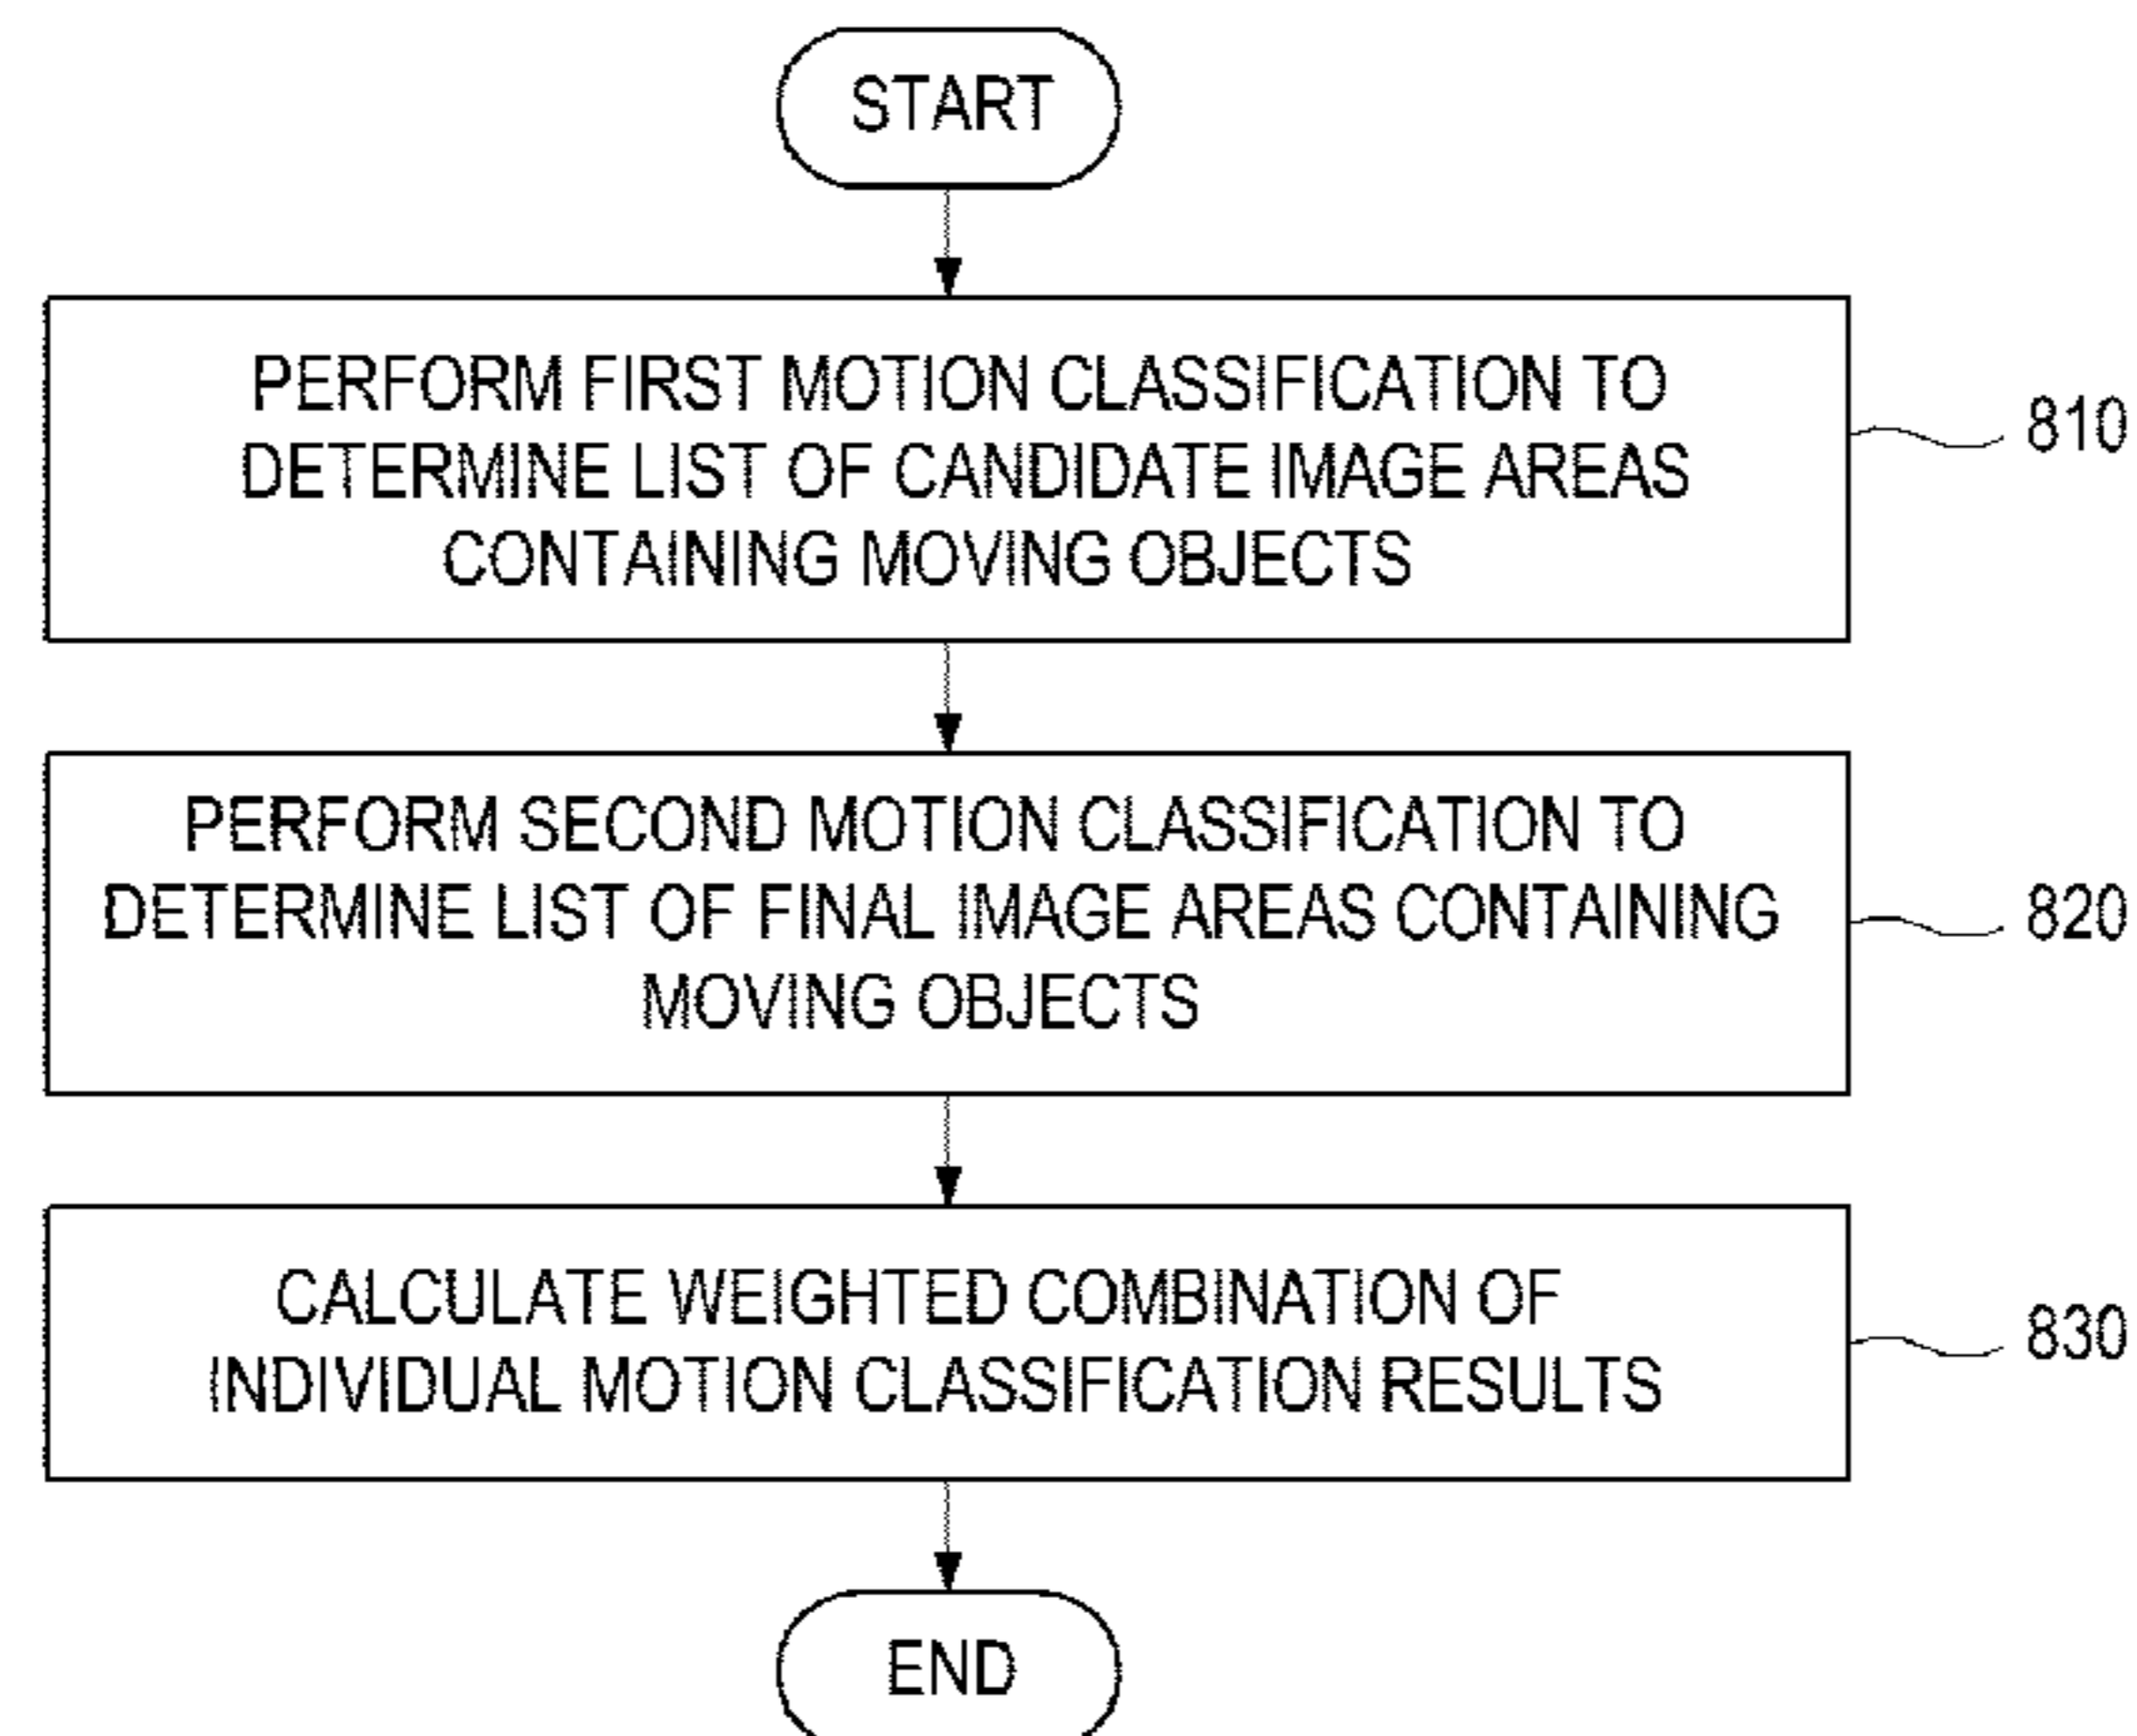 START
PERFORM FIRST MOTION CLASSIFICATION TO
DETERMINE LIST OF CANDIDATE IMAGE AREAS
CONTAINING MOVING OBJECTS
810
PERFORM SECOND MOTION CLASSIFICATION TO
DETERMINE LIST OF FINAL IMAGE AREAS CONTAINING
MOVING OBJECTS
820
CALCULATE WEIGHTED COMBINATION OF
INDIVIDUAL MOTION CLASSIFICATION RESULTS
830
END